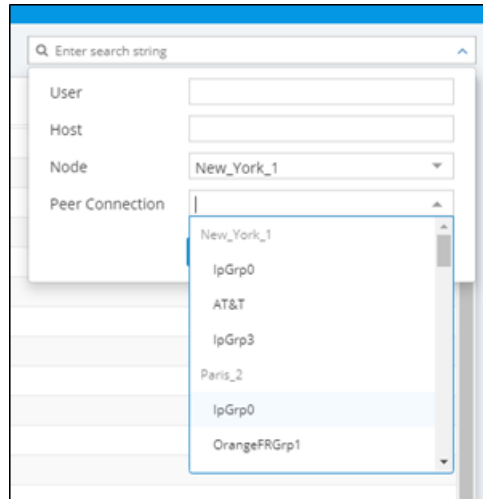 Enter search string
User
Host
Node New_York_1
Peer Connection
New_York_1
IpGrp0
AT&T
IpGrp3
Paris_2
IpGrp0
OrangeFRGrp1